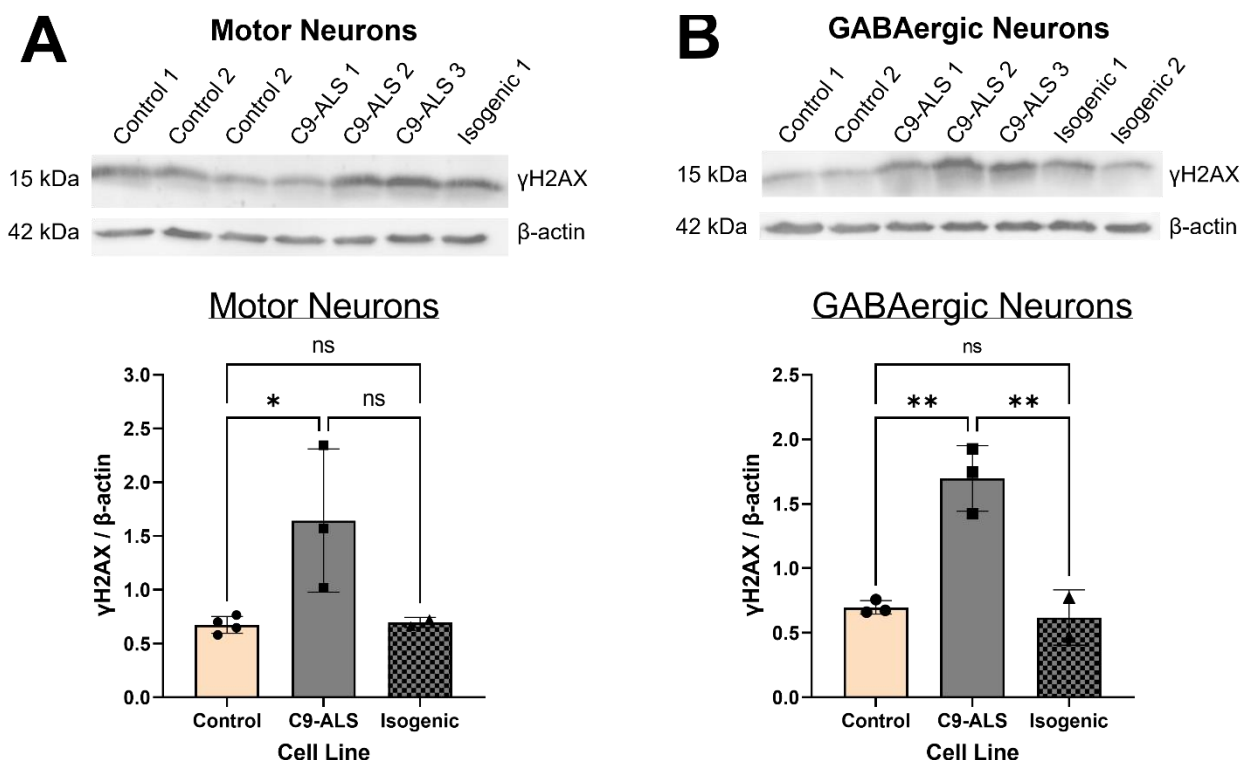 A
Motor Neurons
Control 1
Control 2
Control 2
C9-ALS 1
C9-ALS 2
C9-ALS 3
Isogenic 1
15 kDa
γH2AX
42 kDa
β-actin
Motor Neurons
ns
*
ns
3.0
2.5
2.0
1.5
1.0
0.5
0.0
γH2AX / β-actin
Control
C9-ALS
Isogenic
Cell Line
B
GABAergic Neurons
Control 1
Control 2
C9-ALS 1
C9-ALS 2
C9-ALS 3
Isogenic 1
Isogenic 2
15 kDa
γH2AX
42 kDa
β-actin
GABAergic Neurons
ns
**
**
2.5
2.0
1.5
1.0
0.5
0.0
γH2AX / β-actin
Control
C9-ALS
Isogenic
Cell Line